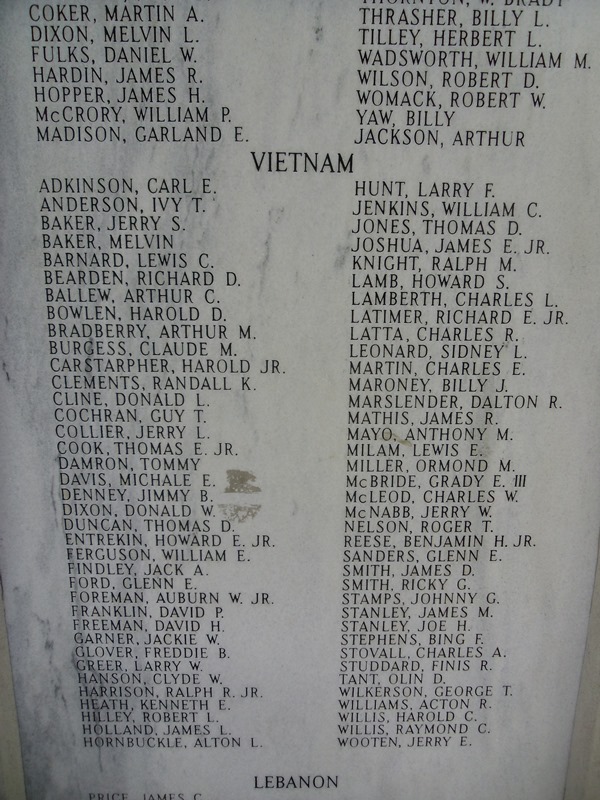 COKER, MARTIN A.
DIXON, MELVIN L.
FULKS, DANIEL W.
HARDIN, JAMES R.
HOPPER, JAMES H.
McCRORY, WILLIAM P.
MADISON, GARLAND E.
THORNTON, W. BRADY
THRASHER, BILLY L.
TILLEY, HERBERT L.
WADSWORTH, WILLIAM M.
WILSON, ROBERT D.
WOMACK, ROBERT W.
YAW, BILLY
JACKSON, ARTHUR
VIETNAM
ADKINSON, CARL E.
ANDERSON, IVY T.
BAKER, JERRY S.
BAKER, MELVIN
BARNARD, LEWIS C.
BEARDEN, RICHARD D.
BALLEW, ARTHUR C.
BOWLEN, HAROLD D.
BRADBERRY, ARTHUR M.
BURGESS, CLAUDE M.
CARSTARPHER, HAROLD JR.
CLEMENTS, RANDALL K.
CLINE, DONALD L.
COCHRAN, GUY T.
COLLIER, JERRY L.
COOK, THOMAS E. JR.
DAMRON, TOMMY
DAVIS, MICHALE E.
DENNEY, JIMMY B.
DIXON, DONALD W.
DUNCAN, THOMAS D.
ENTREKIN, HOWARD E. JR.
FERGUSON, WILLIAM E.
FINDLEY, JACK A.
FORD, GLENN E.
FOREMAN, AUBURN W. JR.
FRANKLIN, DAVID P.
FREEMAN, DAVID H.
GARNER, JACKIE W.
GLOVER, FREDDIE B.
GREER, LARRY W.
HANSON, CLYDE W.
HARRISON, RALPH R. JR.
HEATH, KENNETH E.
HILLEY, ROBERT L.
HOLLAND, JAMES L.
HORNBUCKLE, ALTON L.
HUNT, LARRY F.
JENKINS, WILLIAM C.
JONES, THOMAS D.
JOSHUA, JAMES E. JR.
KNIGHT, RALPH M.
LAMB, HOWARD S.
LAMBERTH, CHARLES L.
LATIMER, RICHARD E. JR.
LATTA, CHARLES R.
LEONARD, SIDNEY L.
MARTIN, CHARLES E.
MARONEY, BILLY J.
MARSLENDER, DALTON R.
MATHIS, JAMES R.
MAYO, ANTHONY M.
MILAM, LEWIS E.
MILLER, ORMOND M.
McBRIDE, GRADY E. III
McLEOD, CHARLES W.
McNABB, JERRY W.
NELSON, ROGER T.
REESE, BENJAMIN H. JR.
SANDERS, GLENN E.
SMITH, JAMES D.
SMITH, RICKY G.
STAMPS, JOHNNY G.
STANLEY, JAMES M.
STANLEY, JOE H.
STEPHENS, BING F.
STOVALL, CHARLES A.
STUDDARD, FINIS R.
TANT, OLIN D.
WILKERSON, GEORGE T.
WILLIAMS, ACTON R.
WILLIS, HAROLD C.
WILLIS, RAYMOND C.
WOOTEN, JERRY E.
LEBANON
PRICE, JAMES C.